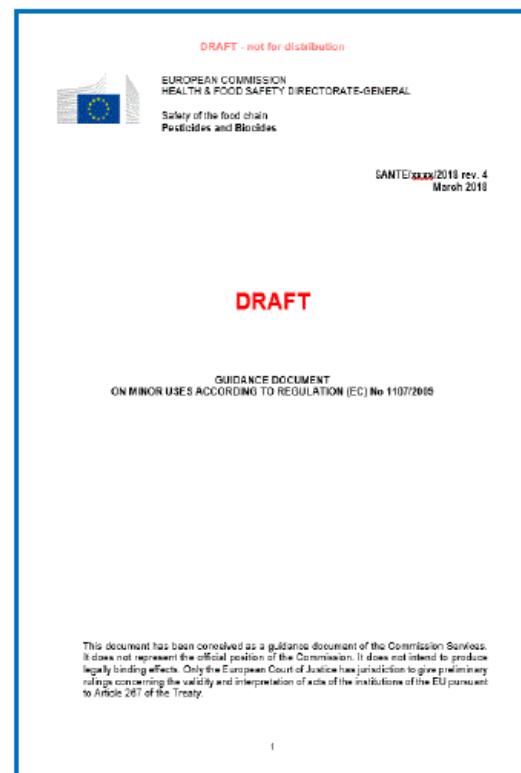 DRAFT - not for distribution
EUROPEAN COMMISSION
HEALTH & FOOD SAFETY DIRECTORATE-GENERAL
Safety of the food chain
Pesticides and Biocides
SANTE/xxxx/2018 rev. 4
March 2018
DRAFT
GUIDANCE DOCUMENT
ON MINOR USES ACCORDING TO REGULATION (EC) No 1107/2009
This document has been conceived as a guidance document of the Commission Services.
It does not represent the official position of the Commission. It does not intend to produce
legally binding effects. Only the European Court of Justice has jurisdiction to give preliminary
rulings concerning the validity and interpretation of acts of the institutions of the EU pursuant
to Article 267 of the Treaty.
1